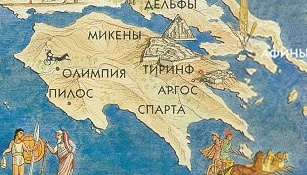 ДЕЛЬФЫ
МИКЕНЫ
АФИНЫ
ОЛИМПИЯ
ТИРИНФ
ПИЛОС
АРГОС
СПАРТА